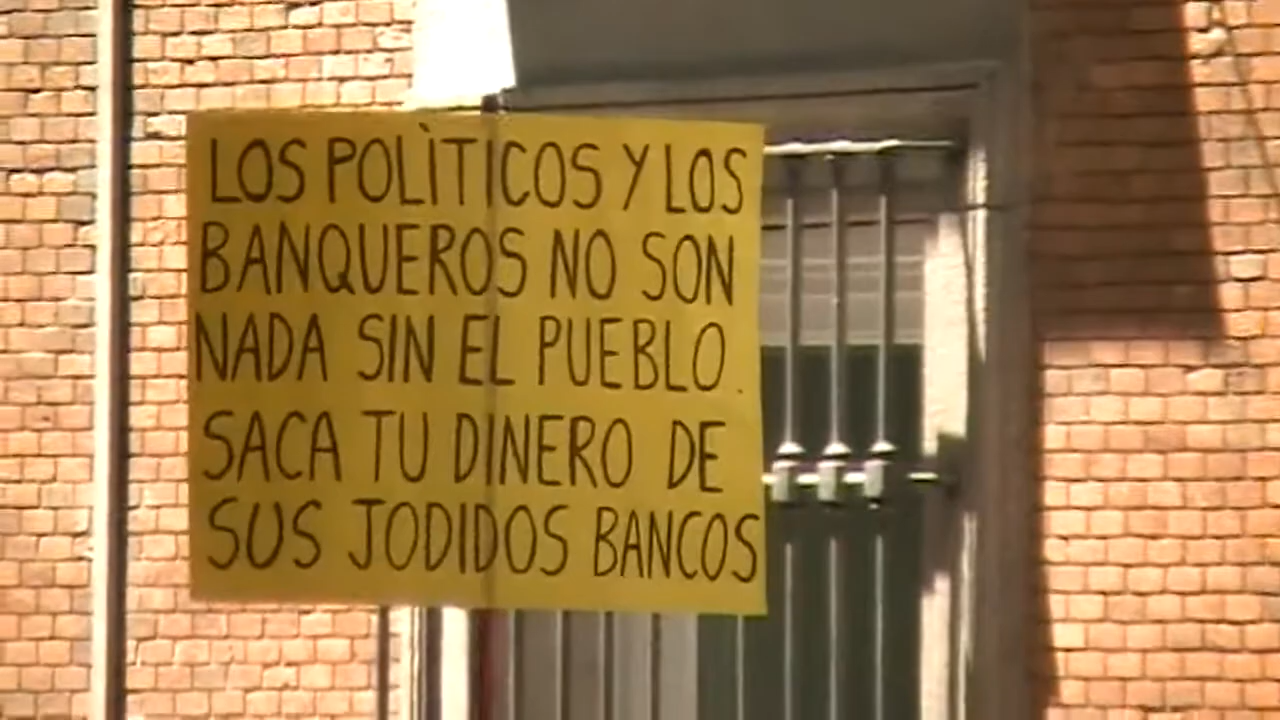 LOS POLÌTICOS Y LOS
BANQUEROS NO SON
NADA SIN EL PUEBLO.
SACA TU DINERO DE
SUS JODIDOS BANCOS